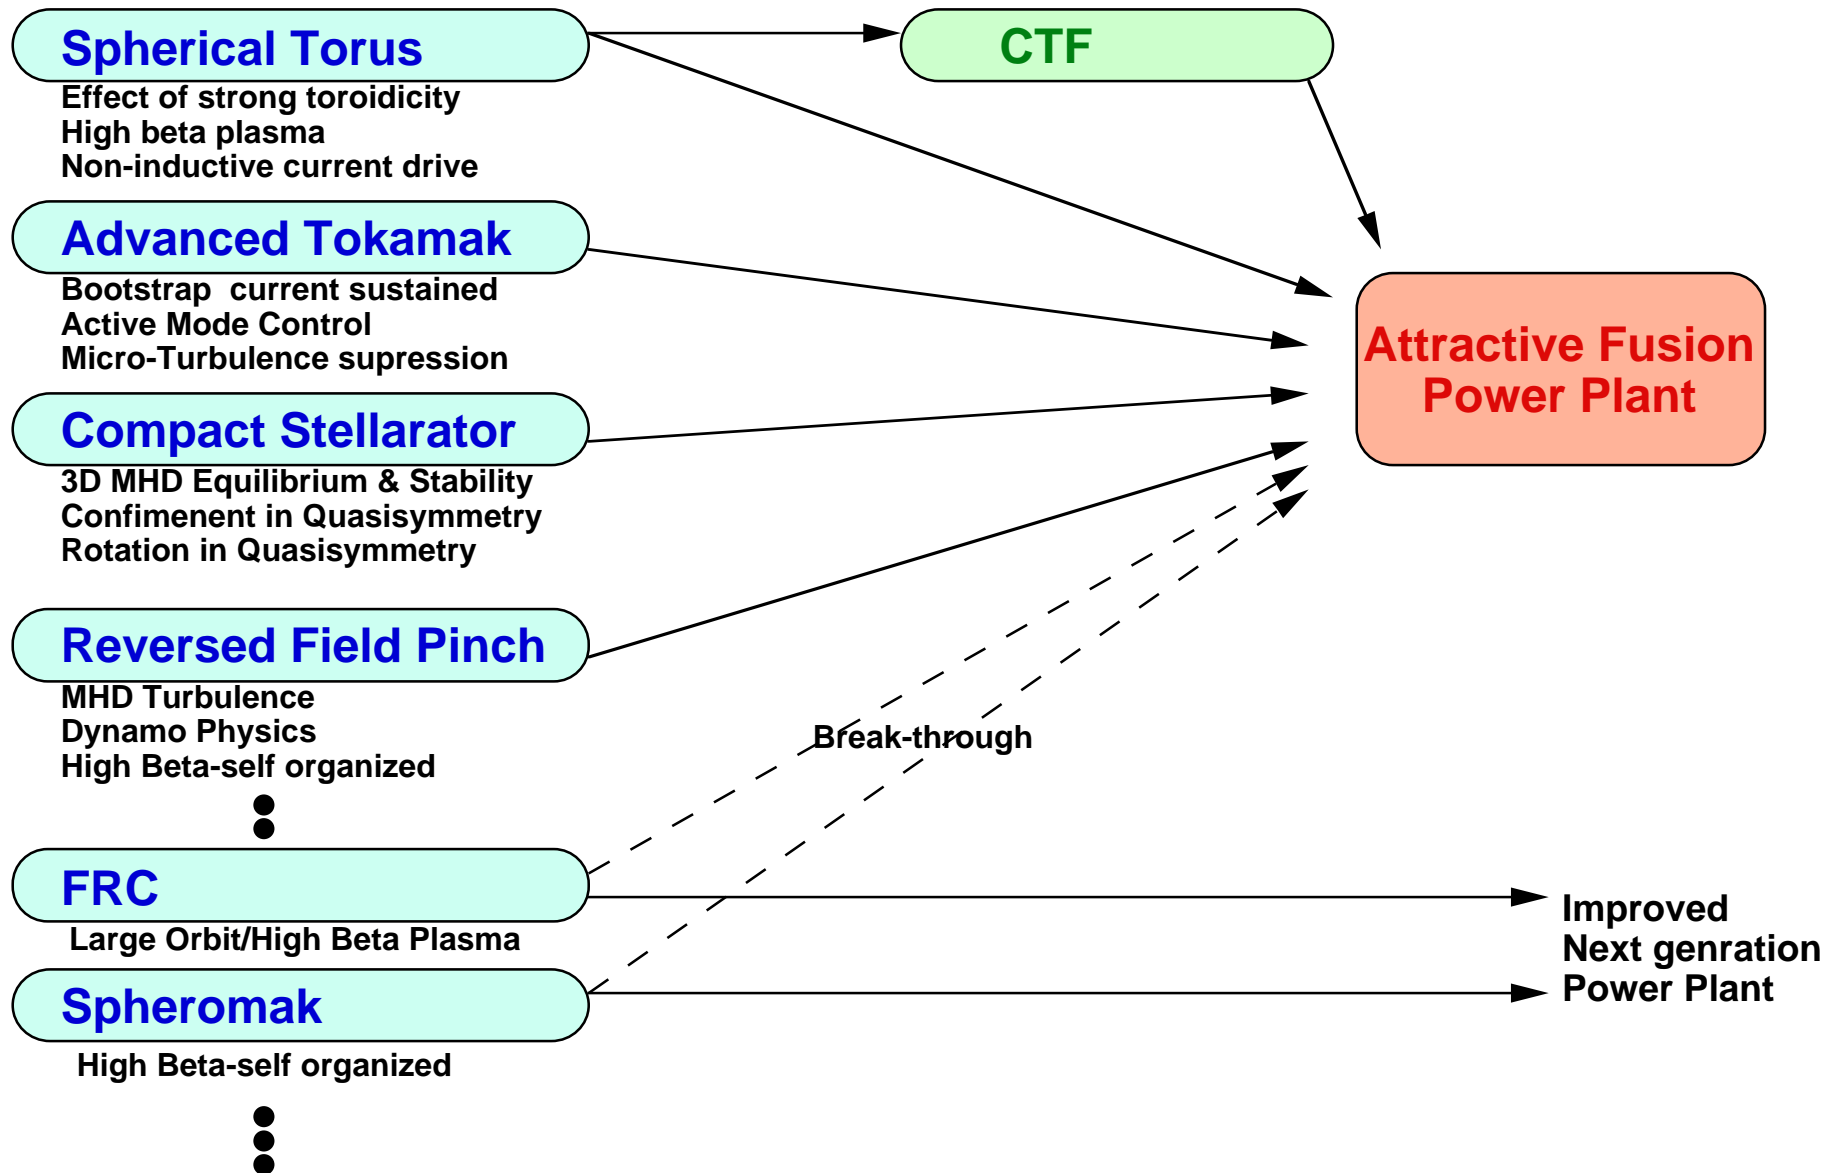 Spherical Torus
CTF
Effect of strong toroidicity
High beta plasma
Non-inductive current drive
Advanced Tokamak
Bootstrap  current sustained
Active Mode Control
Micro-Turbulence supression
Attractive Fusion
Power Plant
Compact Stellarator
3D MHD Equilibrium & Stability
Confimenent in Quasisymmetry
Rotation in Quasisymmetry
Reversed Field Pinch
MHD Turbulence
Dynamo Physics
High Beta-self organized
Break-through
FRC
Large Orbit/High Beta Plasma
Improved
Next genration
Power Plant
Spheromak
High Beta-self organized